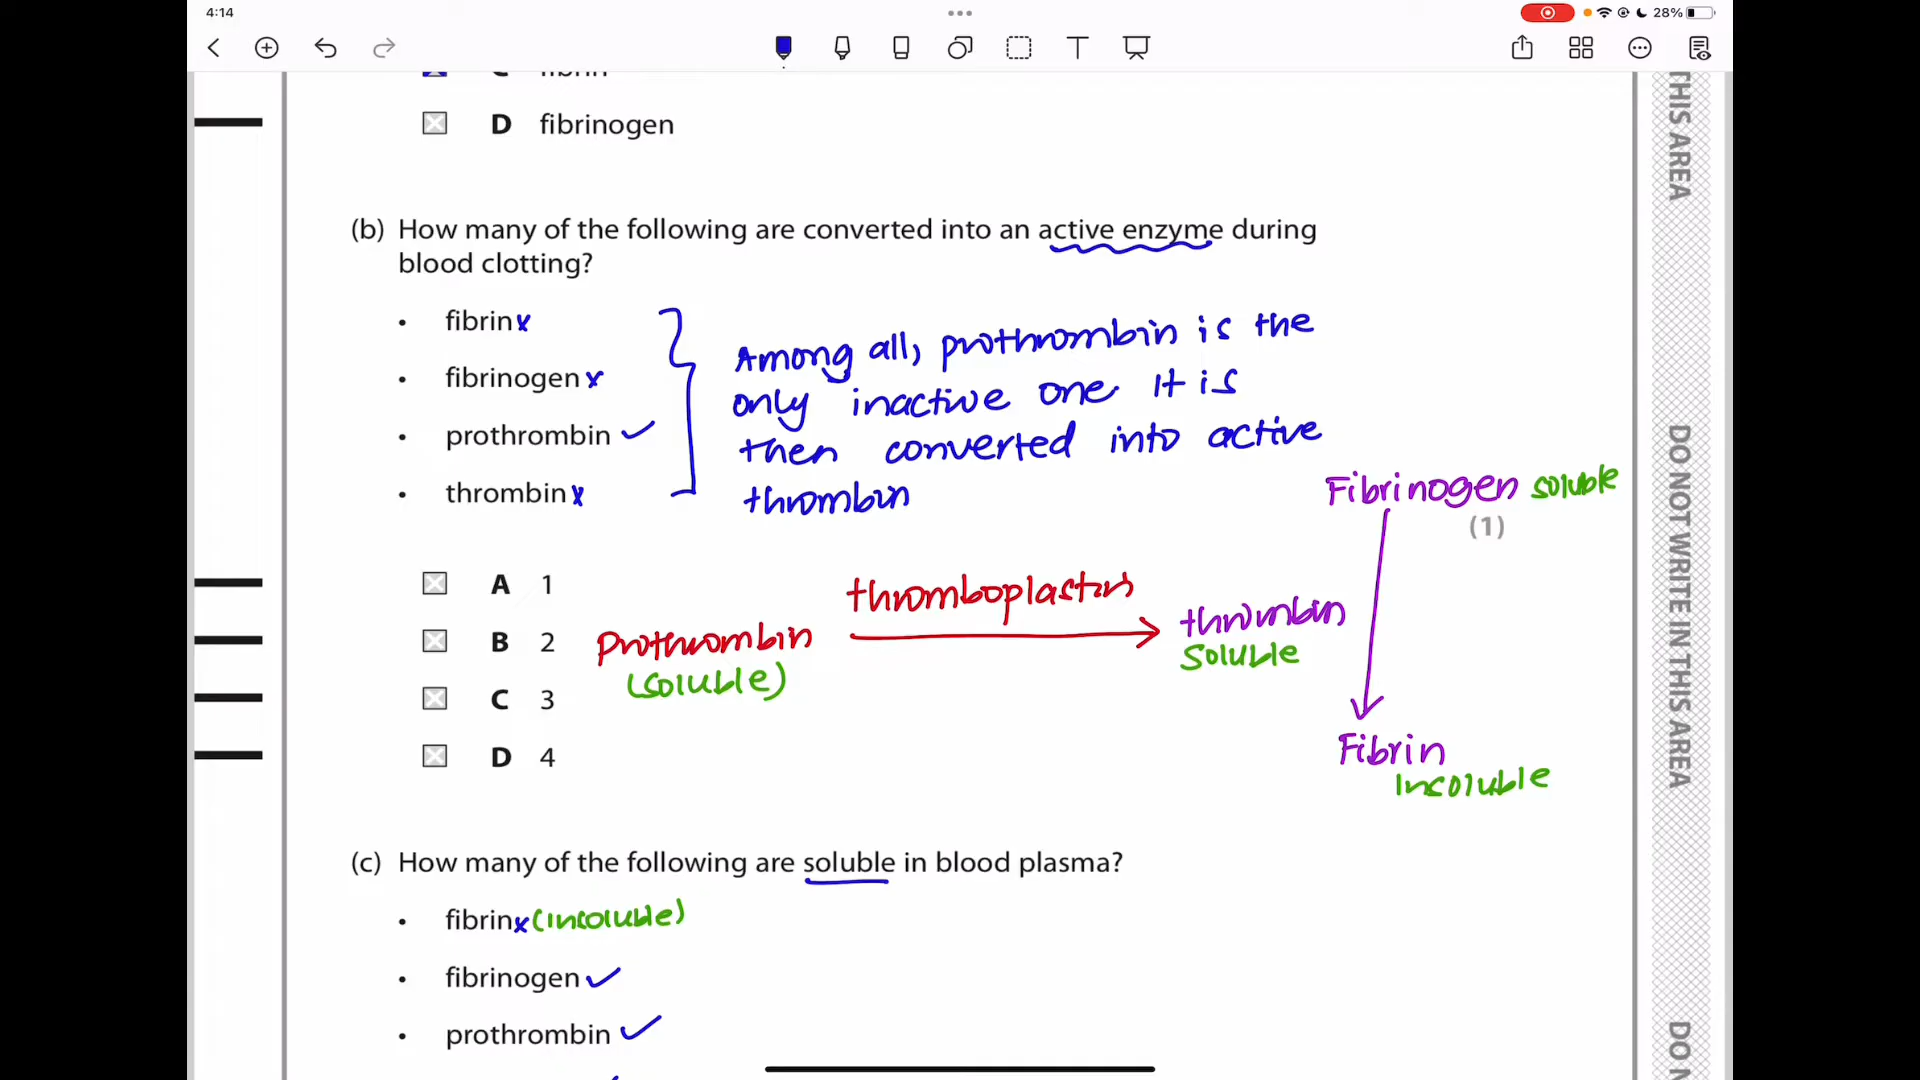 4:14
28%
C fibrin
D fibrinogen
(b) How many of the following are converted into an active enzyme during
blood clotting?
• fibrin x
• fibrinogen x
• prothrombin ✓
• thrombin x
Among all, prothrombin is the
only inactive one. It is
then converted into active
thrombin
Fibrinogen soluble
(1)
A 1
B 2
C 3
D 4
Prothrombin
(soluble)
thromboplastin
thrombin
soluble
Fibrin
Insoluble
(c) How many of the following are soluble in blood plasma?
• fibrin x (insoluble)
• fibrinogen ✓
• prothrombin ✓
THIS AREA
DO NOT WRITE IN THIS AREA
DO N